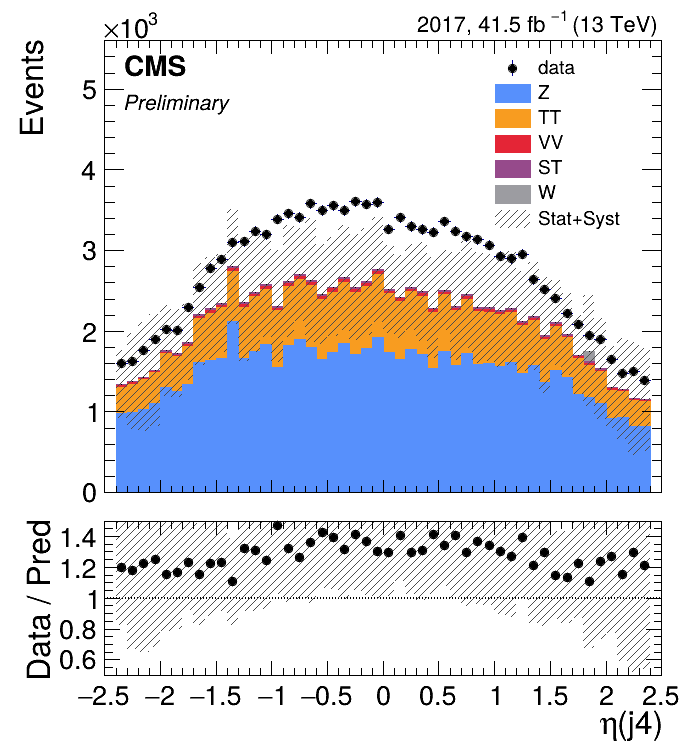 ×10³
2017, 41.5 fb⁻¹ (13 TeV)
Events
CMS
Preliminary
data
Z
TT
VV
ST
W
Stat+Syst
5
4
3
2
1
0
Data / Pred
1.4
1.2
1
0.8
0.6
−2.5 −2 −1.5 −1 −0.5 0 0.5 1 1.5 2 2.5
η(j4)